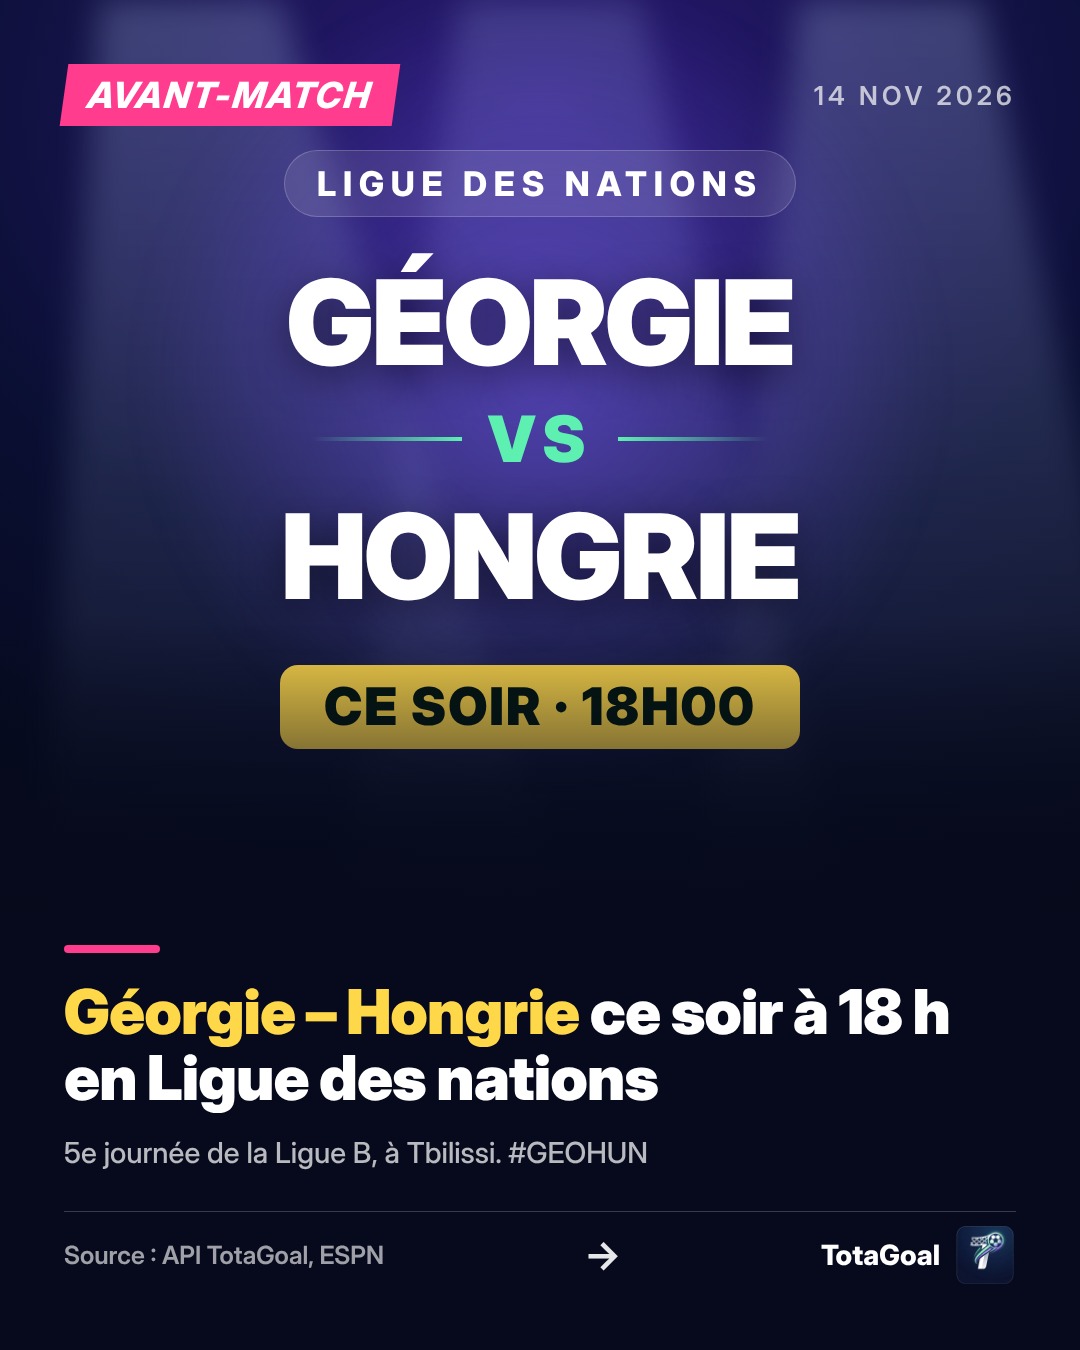 AVANT-MATCH
14 NOV 2026
LIGUE DES NATIONS
GÉORGIE
VS
HONGRIE
CE SOIR · 18H00
Géorgie – Hongrie ce soir à 18 h
en Ligue des nations
5e journée de la Ligue B, à Tbilissi. #GEOHUN
Source : API TotaGoal, ESPN
→
TotaGoal